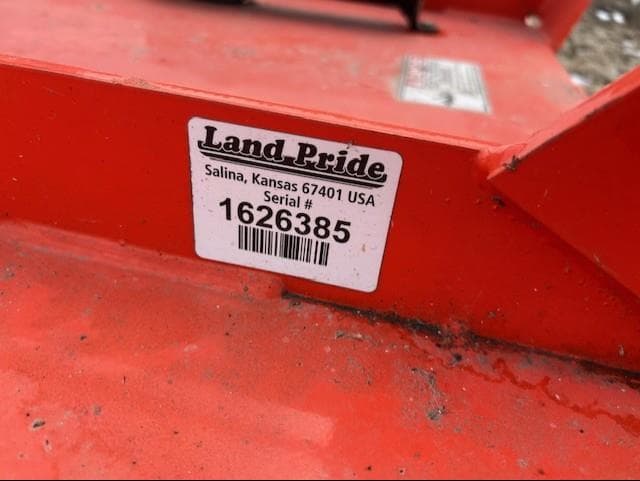 Land Pride
Salina, Kansas 67401 USA
Serial #
1626385